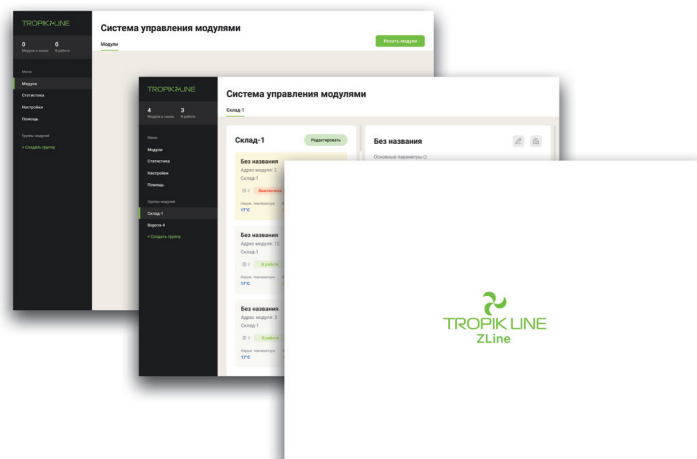 TROPIK LINE
0
0
Модуля в линии
В работе
Меню
Модули
Статистика
Настройки
Помощь
Группы модулей
+ Создать группу
Система управления модулями
Модули
Искать модули
TROPIK LINE
4
3
Модуля в линии
В работе
Меню
Модули
Статистика
Настройки
Помощь
Группы модулей
Склад-1
Ворота-4
+ Создать группу
Система управления модулями
Склад-1
Склад-1
Редактировать
Без названия
Адрес модуля: 2
Склад-1
Выключено
17°C
Без названия
Адрес модуля: 12
Склад-1
В работе
17°C
Без названия
Адрес модуля: 3
Склад-1
В работе
17°C
Без названия
Основные параметры
TROPIK LINE
ZLine